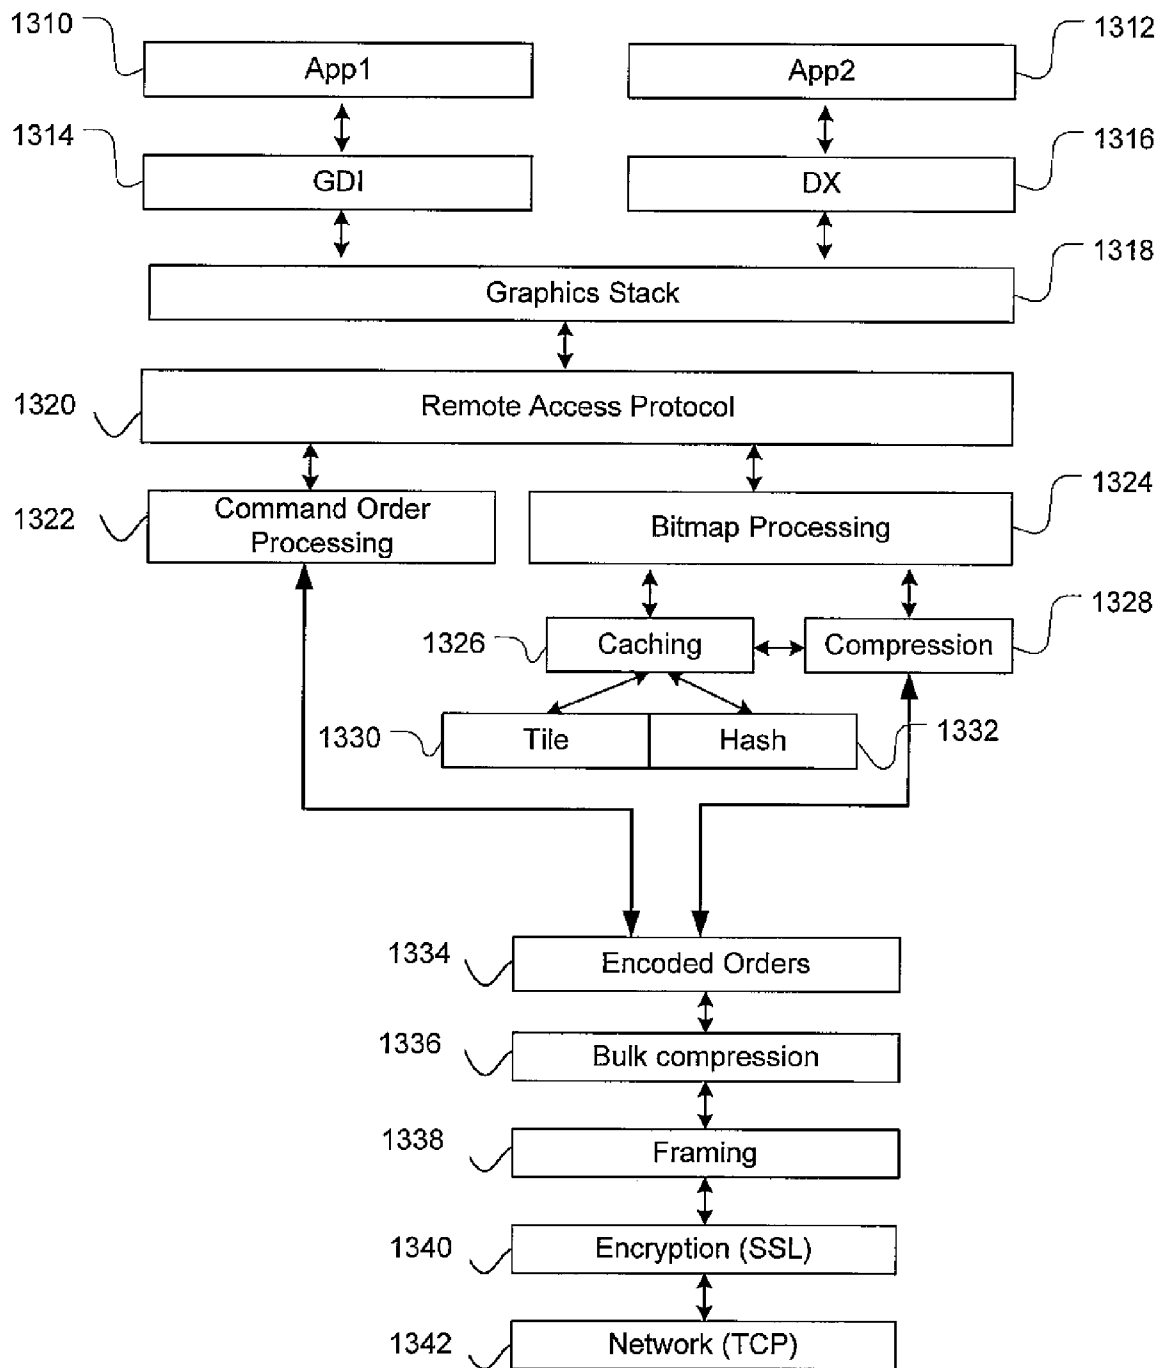 1310
App1
App2
1312
1314
GDI
DX
1316
Graphics Stack
1318
1320
Remote Access Protocol
1322
Command Order
Processing
Bitmap Processing
1324
1326
Caching
Compression
1328
1330
Tile
Hash
1332
1334
Encoded Orders
1336
Bulk compression
1338
Framing
1340
Encryption (SSL)
1342
Network (TCP)